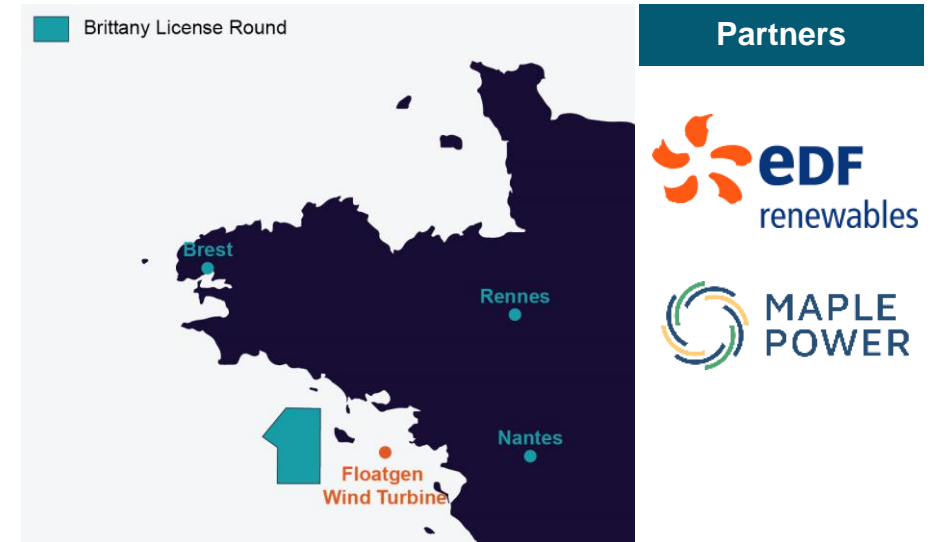 Brittany License Round
Partners
Brest
Rennes
Nantes
Floatgen
Wind Turbine
eDF
renewables
MAPLE
POWER